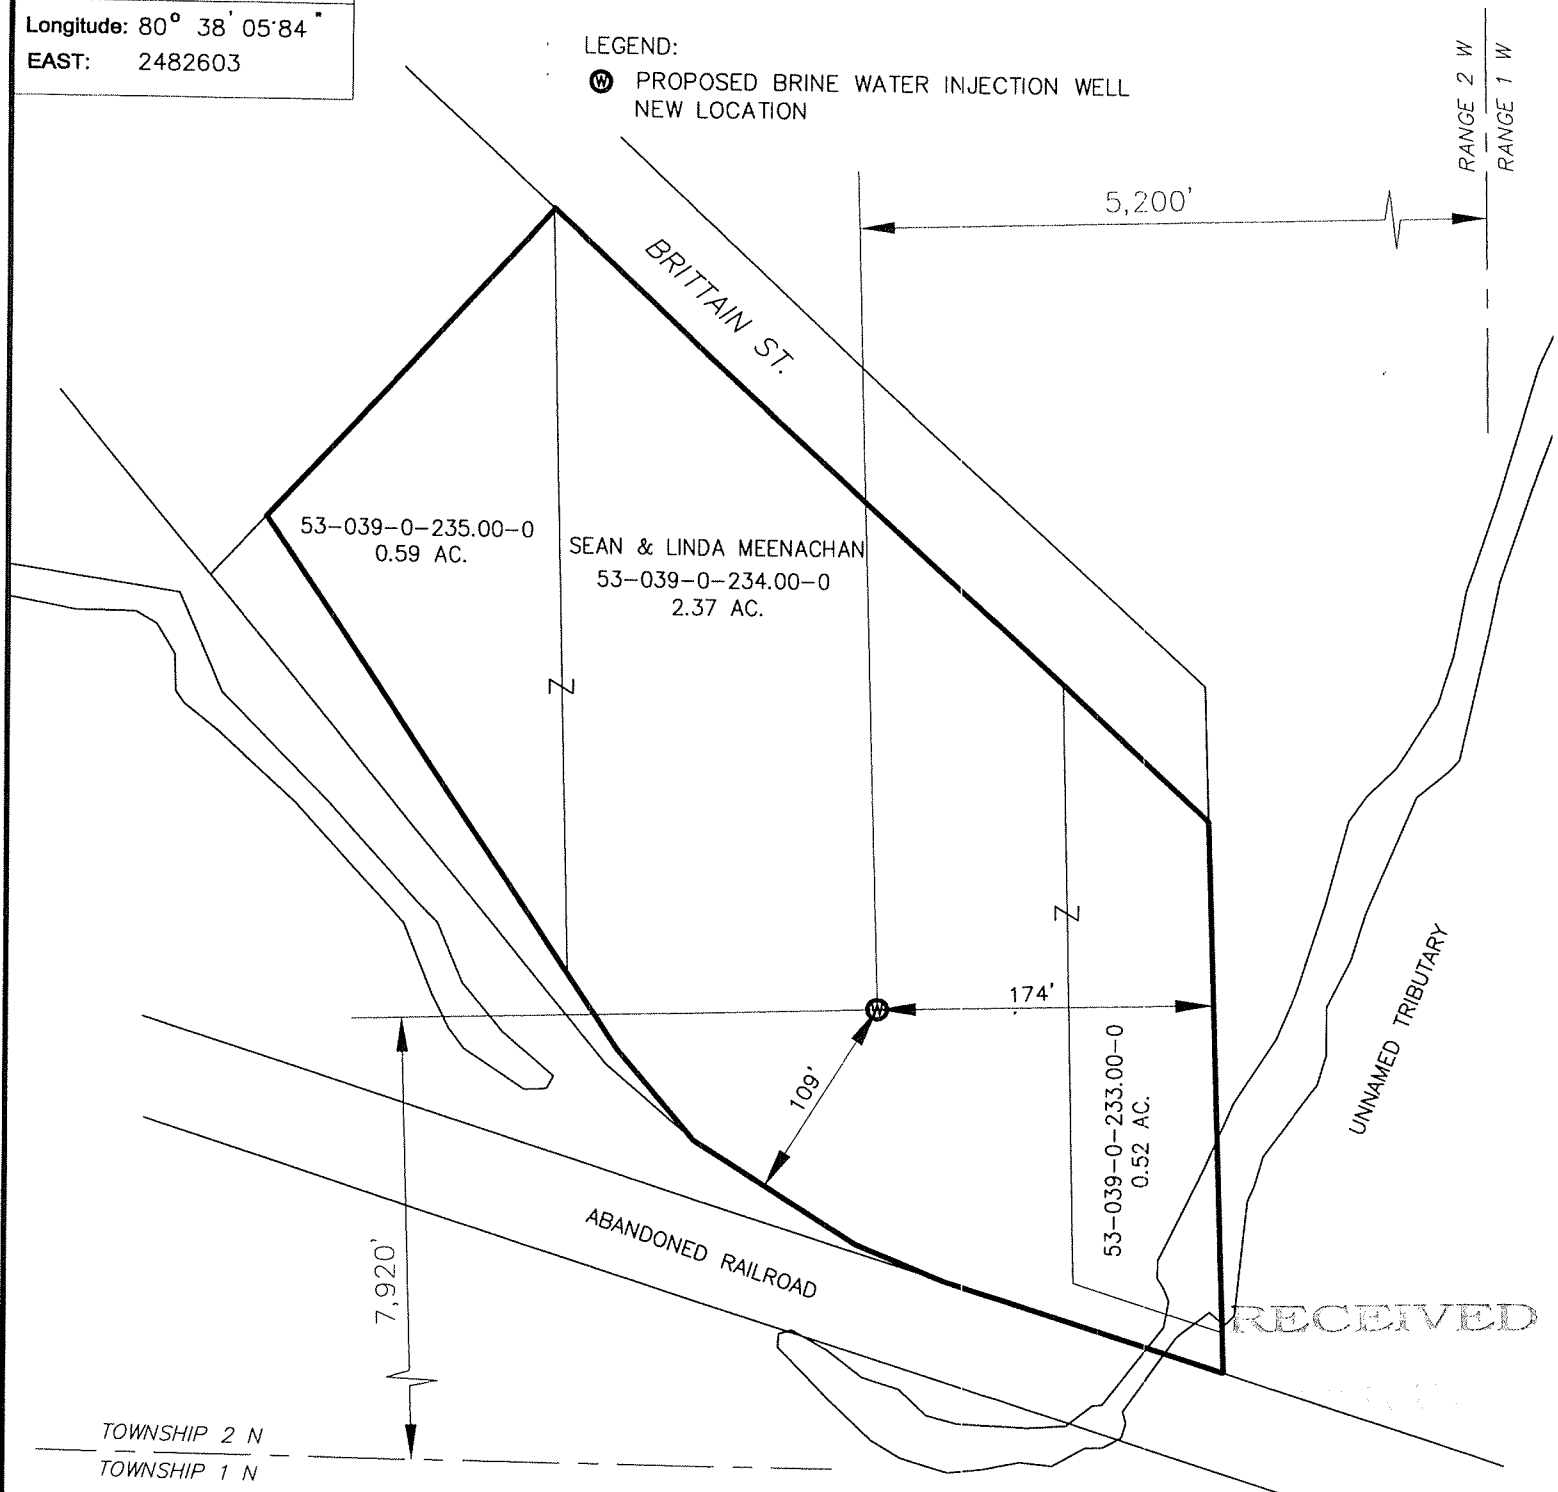 Longitude: 80° 38' 05.84"
EAST: 2482603
LEGEND:
W PROPOSED BRINE WATER INJECTION WELL
NEW LOCATION
RANGE 2 W
RANGE 1 W
5,200'
BRITTAIN ST.
53-039-0-235.00-0
0.59 AC.
SEAN & LINDA MEENACHAN
53-039-0-234.00-0
2.37 AC.
Z
Z
W
174'
109'
53-039-0-233.00-0
0.52 AC.
UNNAMED TRIBUTARY
ABANDONED RAILROAD
7,920'
RECEIVED
TOWNSHIP 2 N
TOWNSHIP 1 N